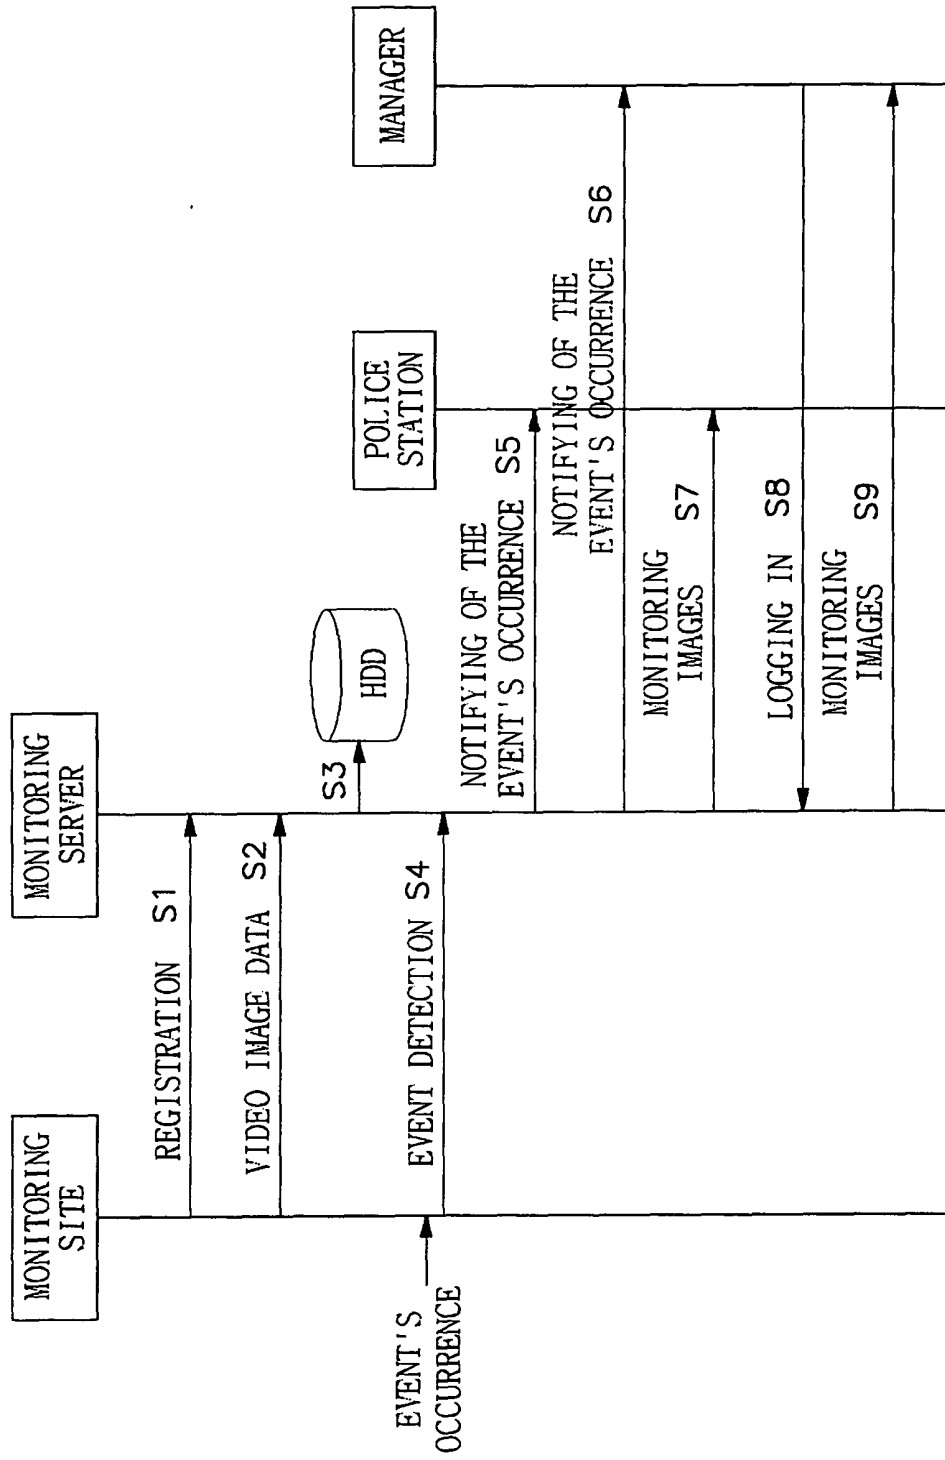 MONITORING
SITE
MONITORING
SERVER
POLICE
STATION
MANAGER
REGISTRATION S1
VIDEO IMAGE DATA S2
S3
HDD
EVENT'S
OCCURRENCE
EVENT DETECTION S4
NOTIFYING OF THE
EVENT'S OCCURRENCE S5
NOTIFYING OF THE
EVENT'S OCCURRENCE S6
MONITORING
IMAGES S7
LOGGING IN S8
MONITORING
IMAGES S9